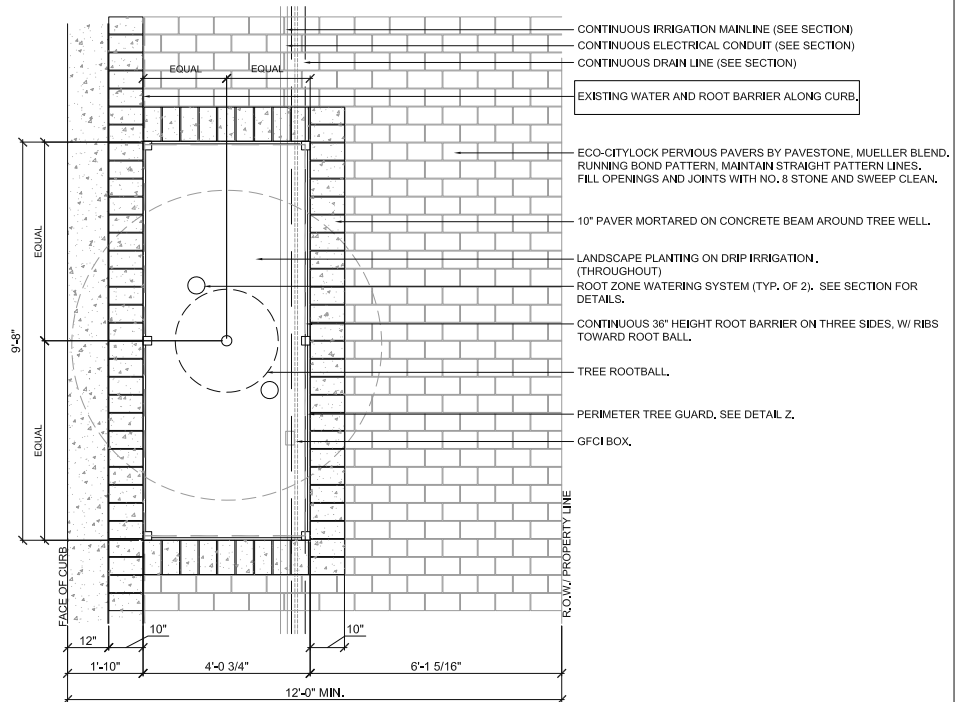 CONTINUOUS IRRIGATION MAINLINE (SEE SECTION)
CONTINUOUS ELECTRICAL CONDUIT (SEE SECTION)
CONTINUOUS DRAIN LINE (SEE SECTION)
EQUAL EQUAL
EXISTING WATER AND ROOT BARRIER ALONG CURB.
ECO-CITYLOCK PERVIOUS PAVERS BY PAVESTONE, MUELLER BLEND.
RUNNING BOND PATTERN, MAINTAIN STRAIGHT PATTERN LINES.
FILL OPENINGS AND JOINTS WITH NO. 8 STONE AND SWEEP CLEAN.
10" PAVER MORTARED ON CONCRETE BEAM AROUND TREE WELL.
EQUAL
LANDSCAPE PLANTING ON DRIP IRRIGATION.
(THROUGHOUT)
ROOT ZONE WATERING SYSTEM (TYP. OF 2). SEE SECTION FOR
DETAILS.
CONTINUOUS 36" HEIGHT ROOT BARRIER ON THREE SIDES, W/ RIBS
TOWARD ROOT BALL.
9'-8"
TREE ROOTBALL.
PERIMETER TREE GUARD. SEE DETAIL Z.
EQUAL
GFCI BOX.
FACE OF CURB
R.O.W./ PROPERTY LINE
12" 10" 10"
1'-10" 4'-0 3/4" 6'-1 5/16"
12'-0" MIN.